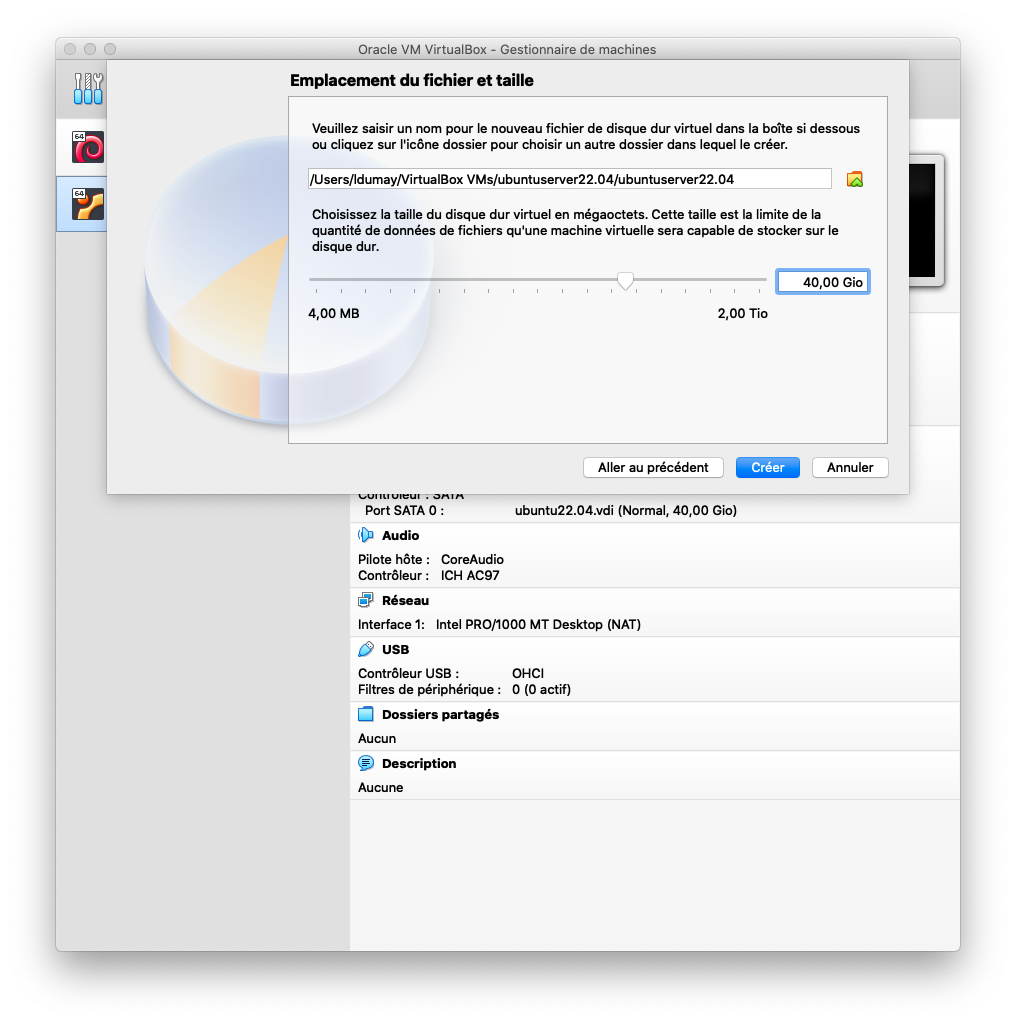 Oracle VM VirtualBox - Gestionnaire de machines
Emplacement du fichier et taille
Veuillez saisir un nom pour le nouveau fichier de disque dur virtuel dans la boîte si dessous
ou cliquez sur l'icône dossier pour choisir un autre dossier dans lequel le créer.
/Users/ldumay/VirtualBox VMs/ubuntuserver22.04/ubuntuserver22.04
Choisissez la taille du disque dur virtuel en mégaoctets. Cette taille est la limite de la
quantité de données de fichiers qu'une machine virtuelle sera capable de stocker sur le
disque dur.
40,00 Gio
4,00 MB 2,00 Tio
Aller au précédent Créer Annuler
64
64
Contrôleur : SATA
Port SATA 0 : ubuntu22.04.vdi (Normal, 40,00 Gio)
Audio
Pilote hôte : CoreAudio
Contrôleur : ICH AC97
Réseau
Interface 1: Intel PRO/1000 MT Desktop (NAT)
USB
Contrôleur USB : OHCI
Filtres de périphérique : 0 (0 actif)
Dossiers partagés
Aucun
Description
Aucune